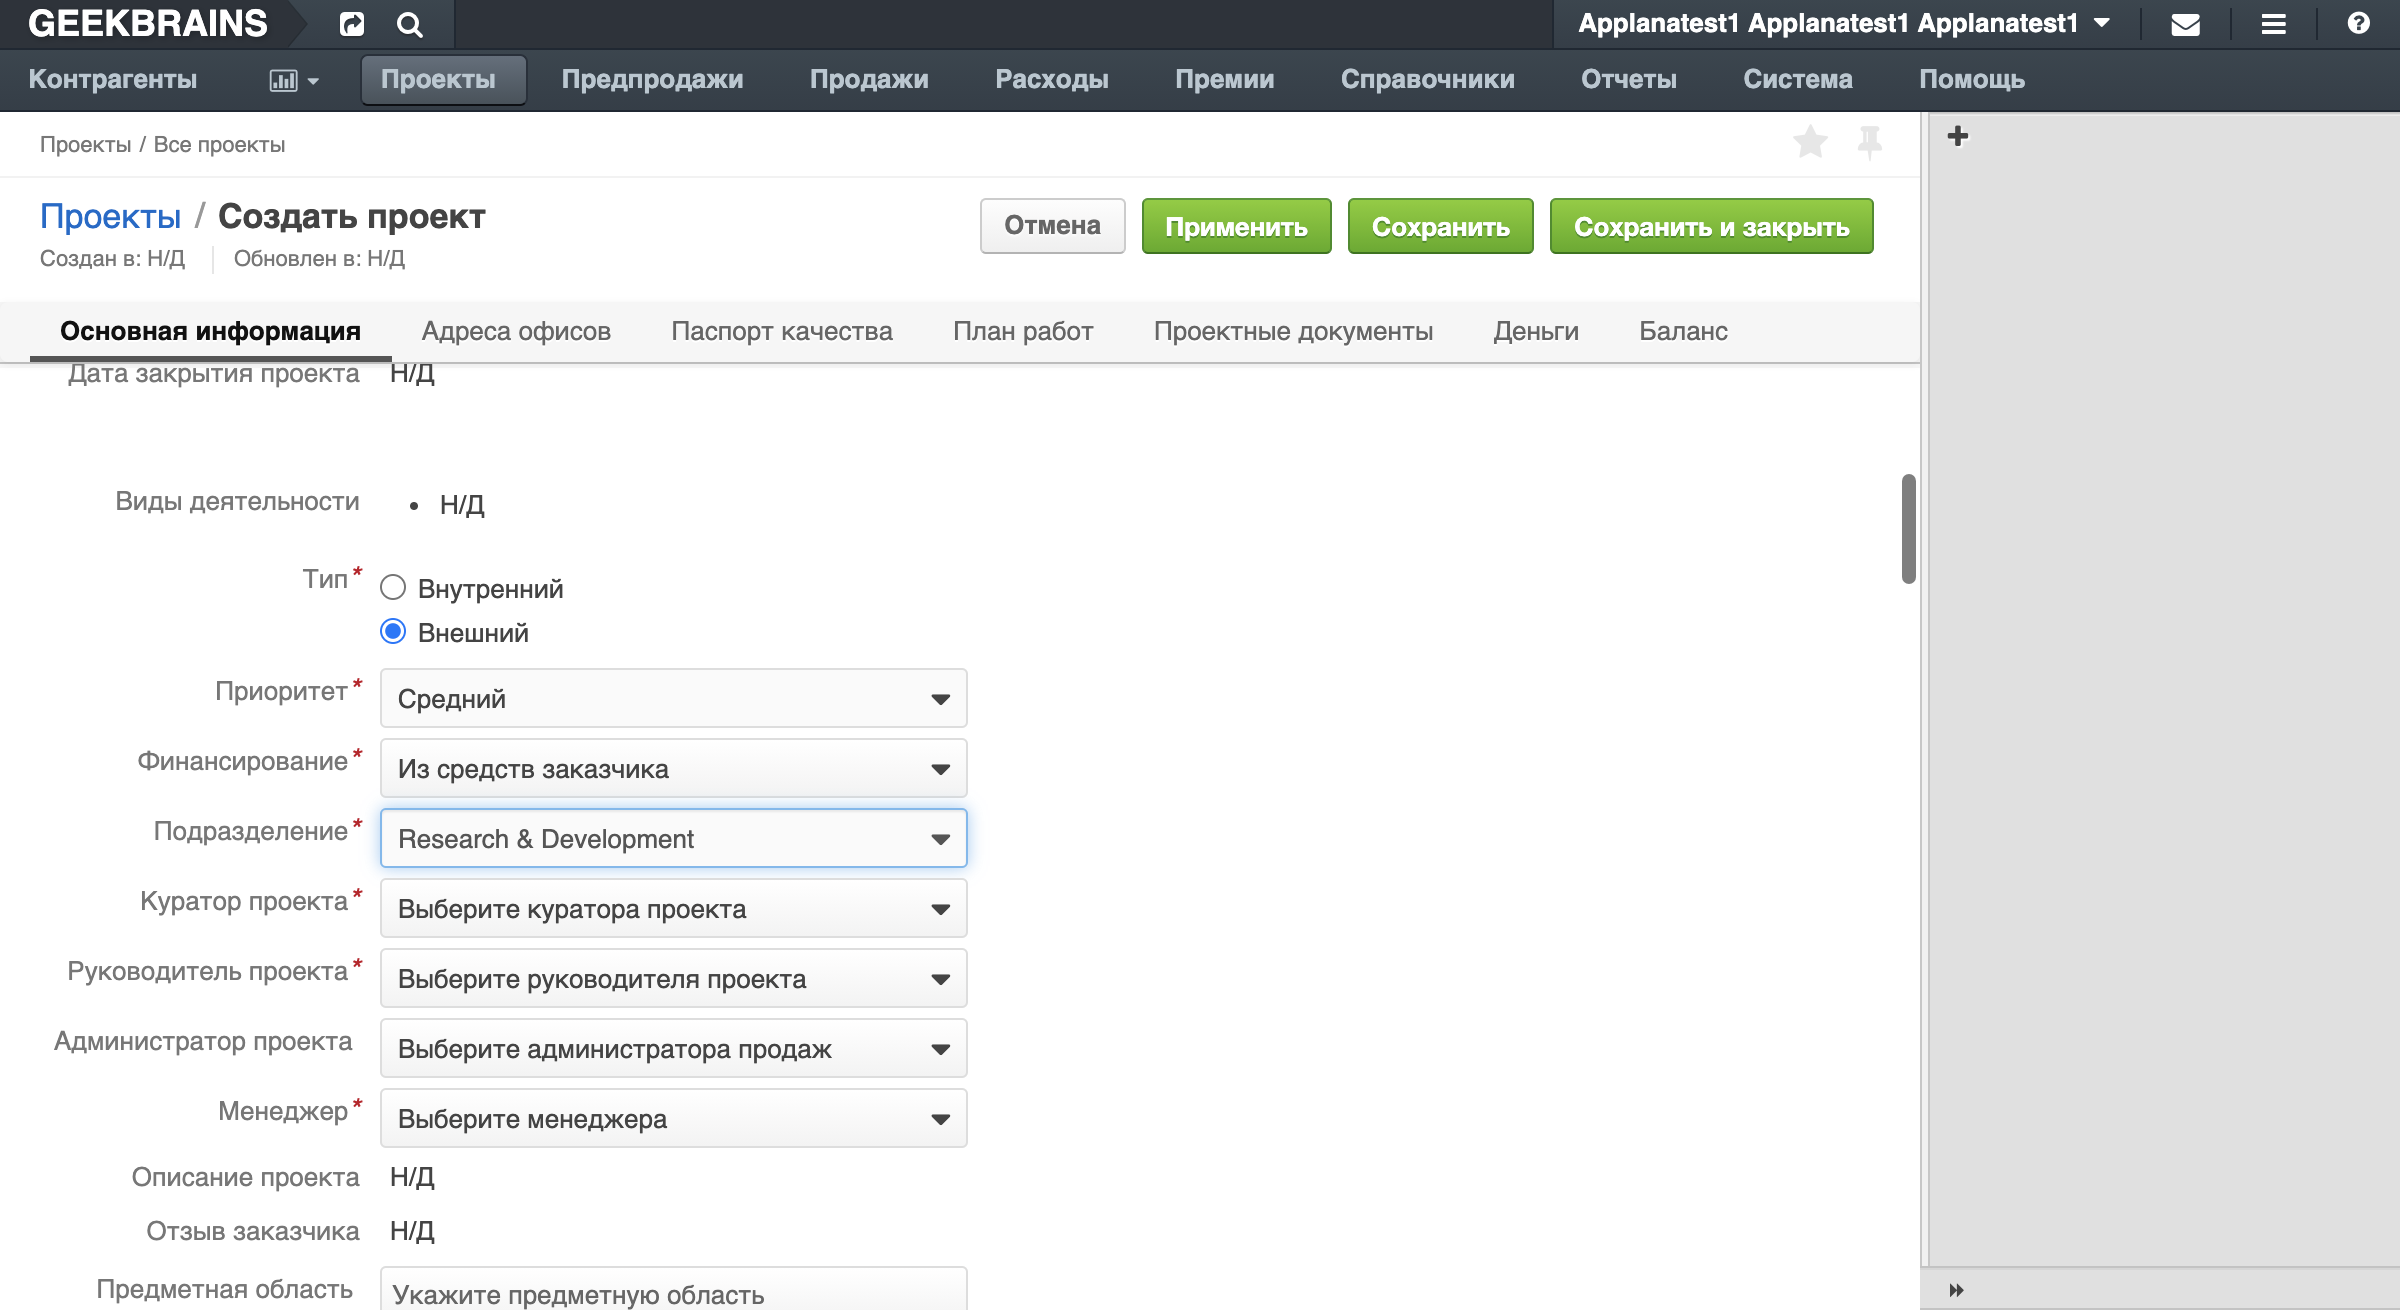 GEEKBRAINS
Applanatest1 Applanatest1 Applanatest1
Контрагенты Проекты Предпродажи Продажи Расходы Премии Справочники Отчеты Система Помощь
Проекты / Все проекты
Проекты / Создать проект
Отмена Применить Сохранить Сохранить и закрыть
Создан в: Н/Д Обновлен в: Н/Д
Основная информация Адреса офисов Паспорт качества План работ Проектные документы Деньги Баланс
Дата закрытия проекта Н/Д
Виды деятельности • Н/Д
Тип* Внутренний
Внешний
Приоритет* Средний
Финансирование* Из средств заказчика
Подразделение* Research & Development
Куратор проекта* Выберите куратора проекта
Руководитель проекта* Выберите руководителя проекта
Администратор проекта Выберите администратора продаж
Менеджер* Выберите менеджера
Описание проекта Н/Д
Отзыв заказчика Н/Д
Предметная область Укажите предметную область